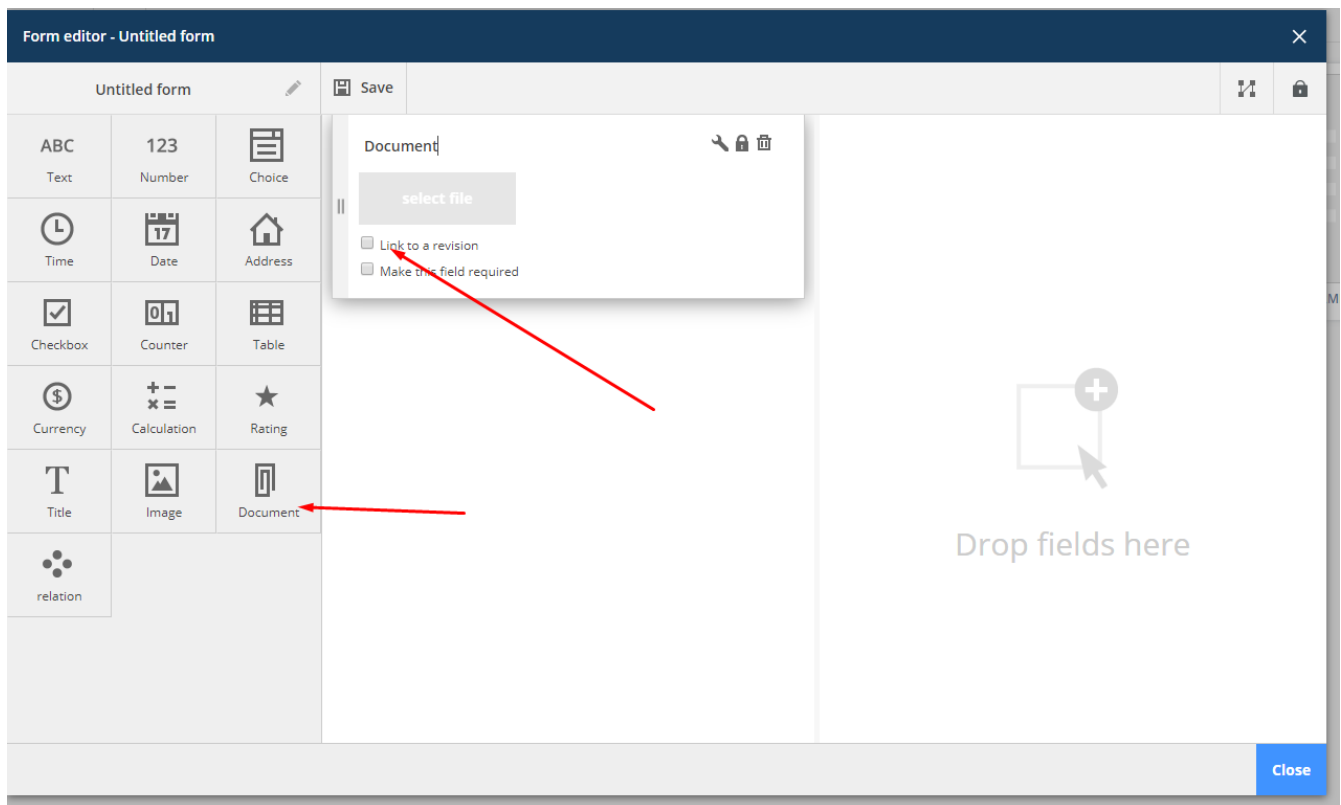 Form editor - Untitled form
Untitled form
Save
ABC
Text
123
Number
Choice
Time
17
Date
Address
Checkbox
01
Counter
Table
$
Currency
Calculation
Rating
T
Title
Image
Document
relation
Document
select file
Link to a revision
Make this field required
Drop fields here
M
Close